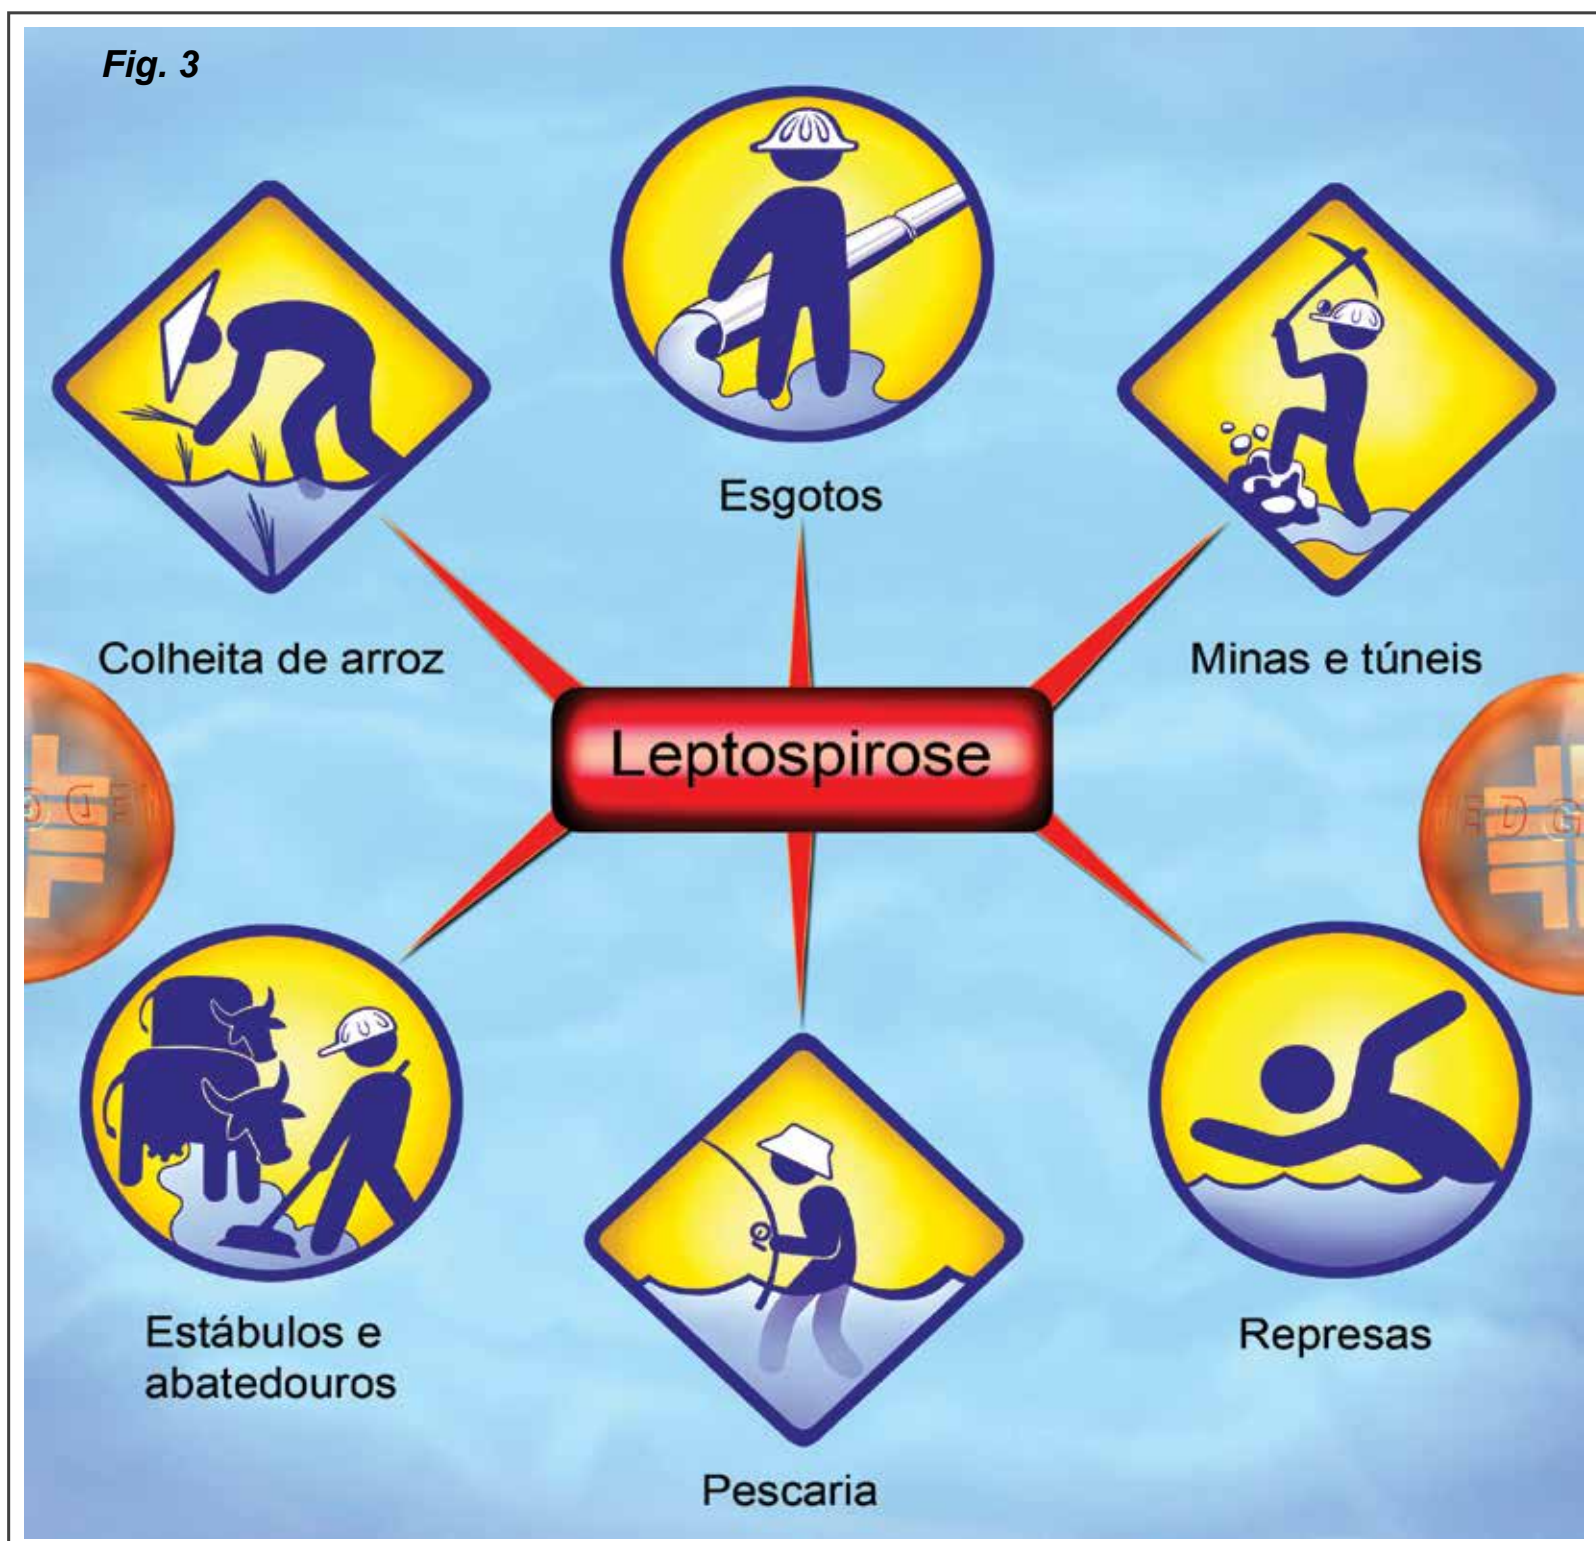 Fig. 3
Esgotos
Colheita de arroz
Minas e túneis
Leptospirose
Estábulos e
abatedouros
Represas
Pescaria